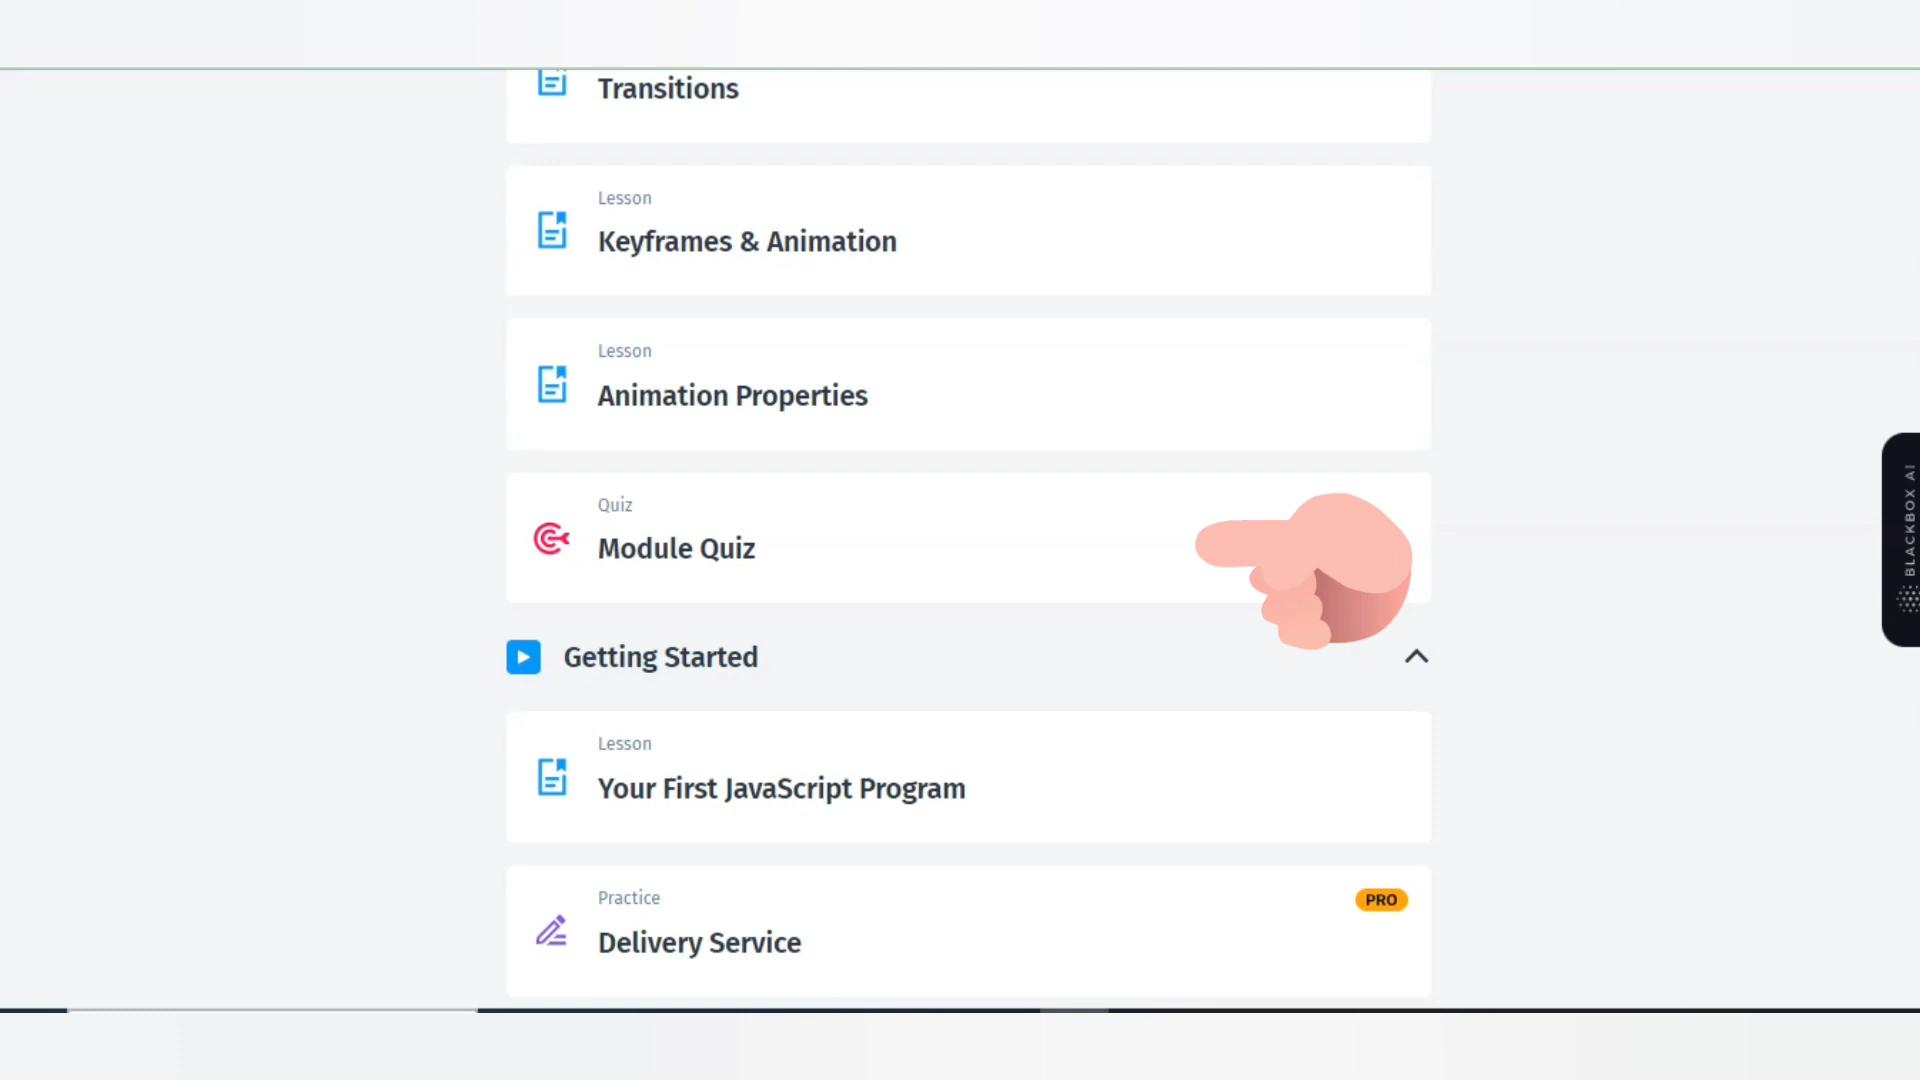 Transitions
Lesson
Keyframes & Animation
Lesson
Animation Properties
Quiz
Module Quiz
BLACKBOX AI
Getting Started
Lesson
Your First JavaScript Program
Practice
PRO
Delivery Service